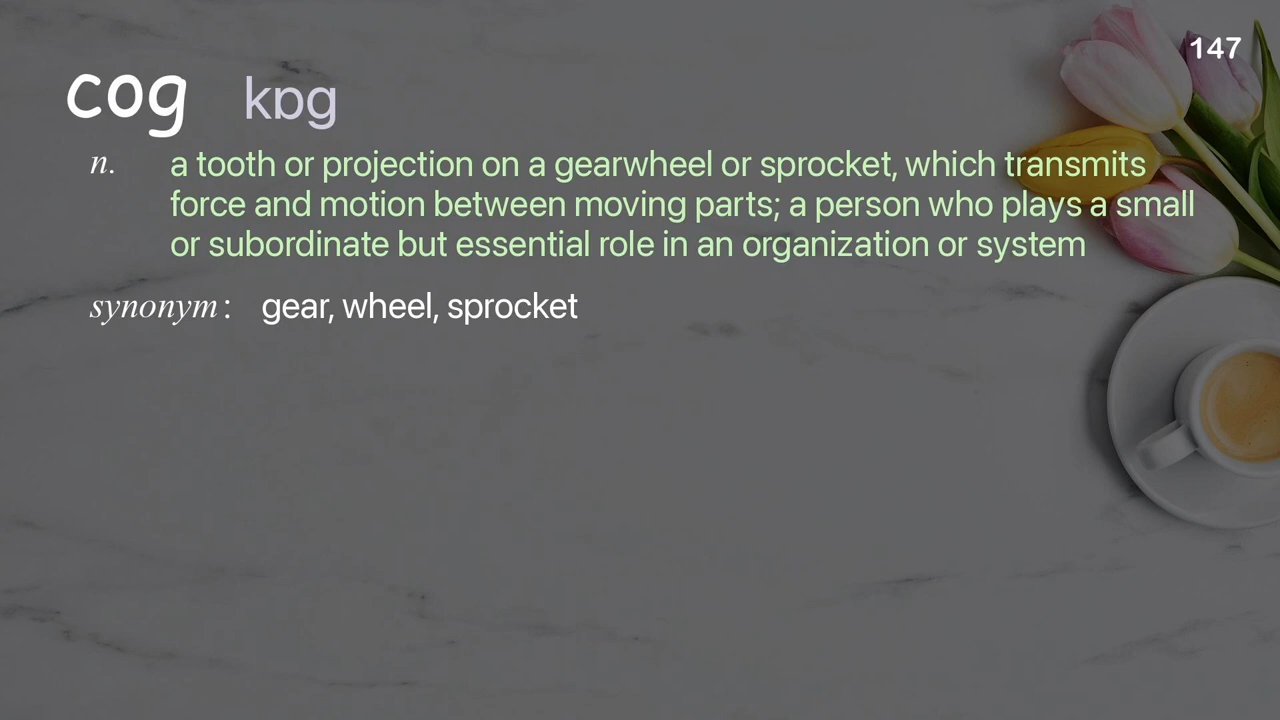 147
cog kɒg
n. a tooth or projection on a gearwheel or sprocket, which transmits
force and motion between moving parts; a person who plays a small
or subordinate but essential role in an organization or system
synonym: gear, wheel, sprocket